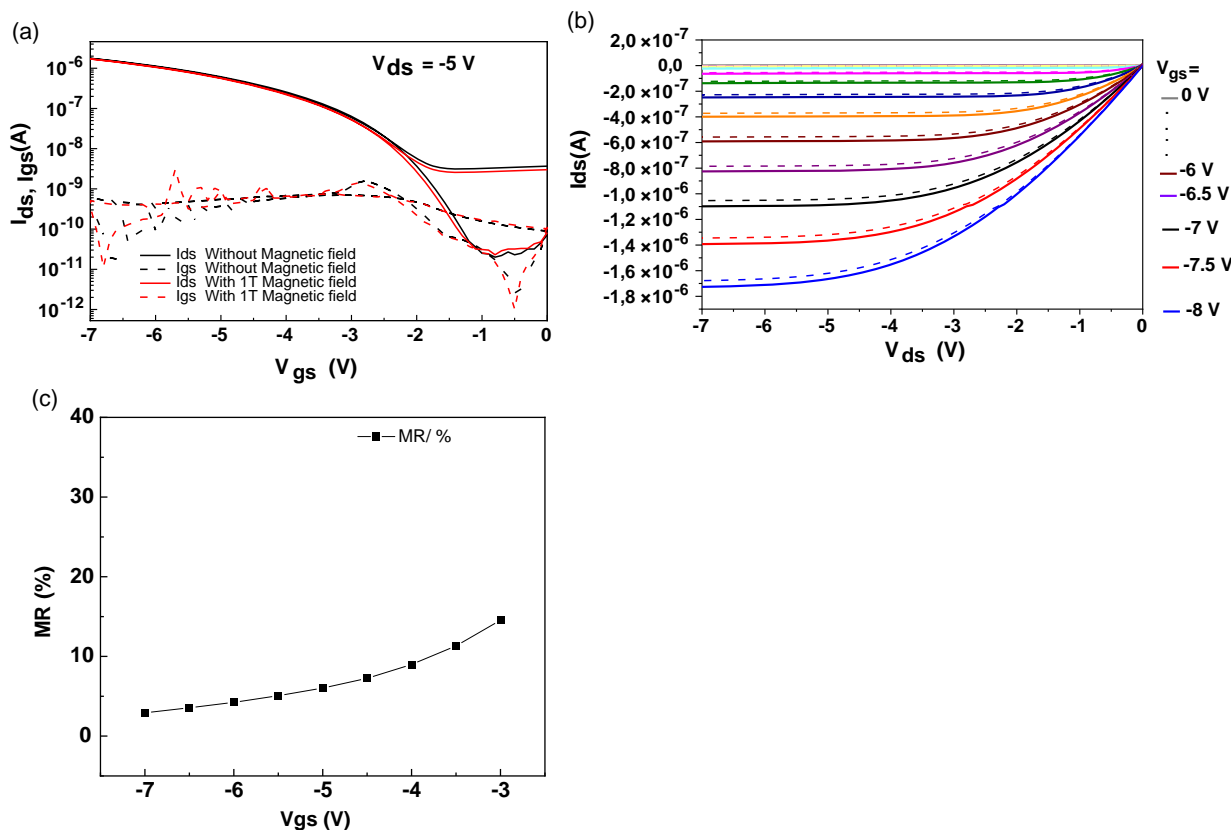 (a)
V ds = -5 V
I ds, Igs(A)
10⁻⁶
10⁻⁷
10⁻⁸
10⁻⁹
10⁻¹⁰
10⁻¹¹
10⁻¹²
Ids Without Magnetic field
Igs Without Magnetic field
Ids With 1T Magnetic field
Igs With 1T Magnetic field
-7 -6 -5 -4 -3 -2 -1 0
V gs (V)
(b)
Ids(A)
2,0 ×10⁻⁷
0,0
-2,0 ×10⁻⁷
-4,0 ×10⁻⁷
-6,0 ×10⁻⁷
-8,0 ×10⁻⁷
-1,0 ×10⁻⁶
-1,2 ×10⁻⁶
-1,4 ×10⁻⁶
-1,6 ×10⁻⁶
-1,8 ×10⁻⁶
-7 -6 -5 -4 -3 -2 -1 0
V ds (V)
V gs=
0 V
-6 V
-6.5 V
-7 V
-7.5 V
-8 V
(c)
MR (%)
40
30
20
10
0
MR/ %
-7 -6 -5 -4 -3
Vgs (V)